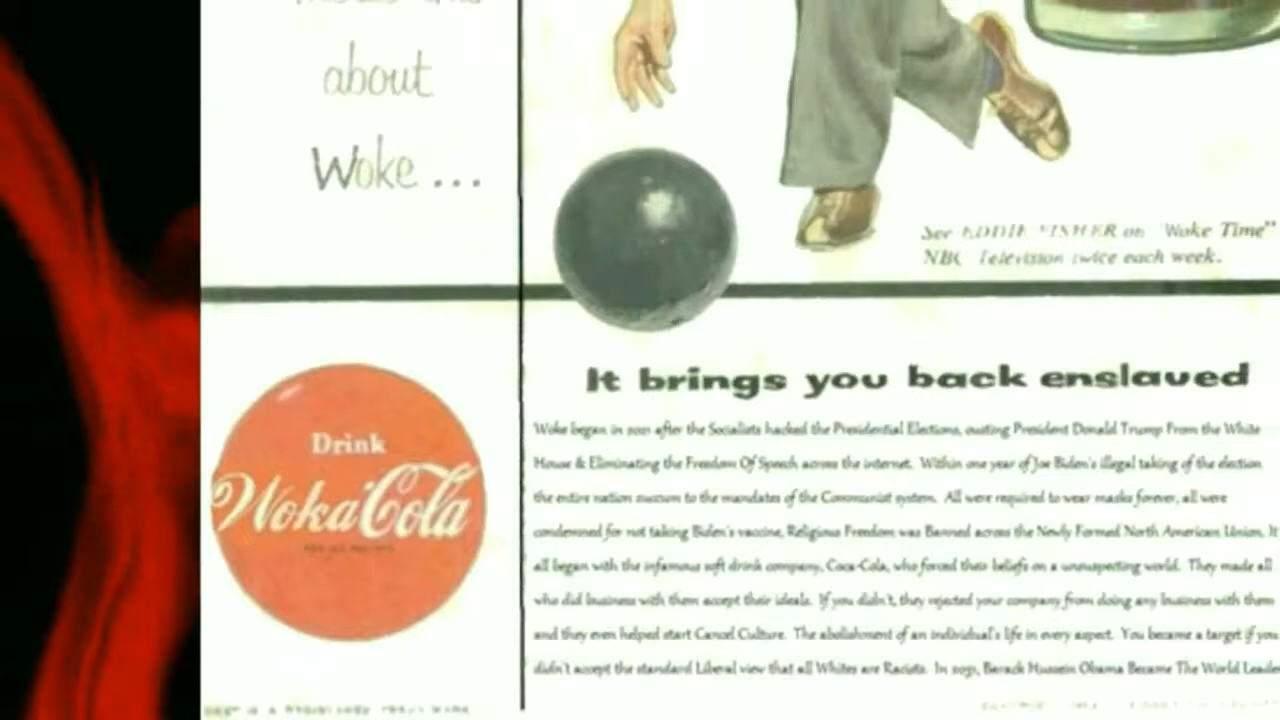 about
Woke ...
See EDDIE FISHER on "Woke Time"
NBC Television twice each week.
Drink
Woka-Cola
It brings you back enslaved
Woke began in 2021 after the Socialists hacked the Presidential Elections, ousting President Donald Trump From the White
House & Eliminating the Freedom Of Speech across the internet. Within one year of Joe Biden's illegal taking of the election
the entire nation succum to the mandates of the Communist system. All were required to wear masks forever, all were
condemned for not taking Biden's vaccine, Religious Freedom was Banned across the Newly Formed North American Union. It
all began with the infamous soft drink company, Coca-Cola, who forced their beliefs on a unsuspecting world. They made all
who did business with them accept their ideals. If you didn't, they rejected your company from doing any business with them
and they even helped start Cancel Culture. The abolishment of an individual's life in every aspect. You became a target if you
didn't accept the standard Liberal view that all Whites are Racists. In Barack Hussein Obama Became The World Leader